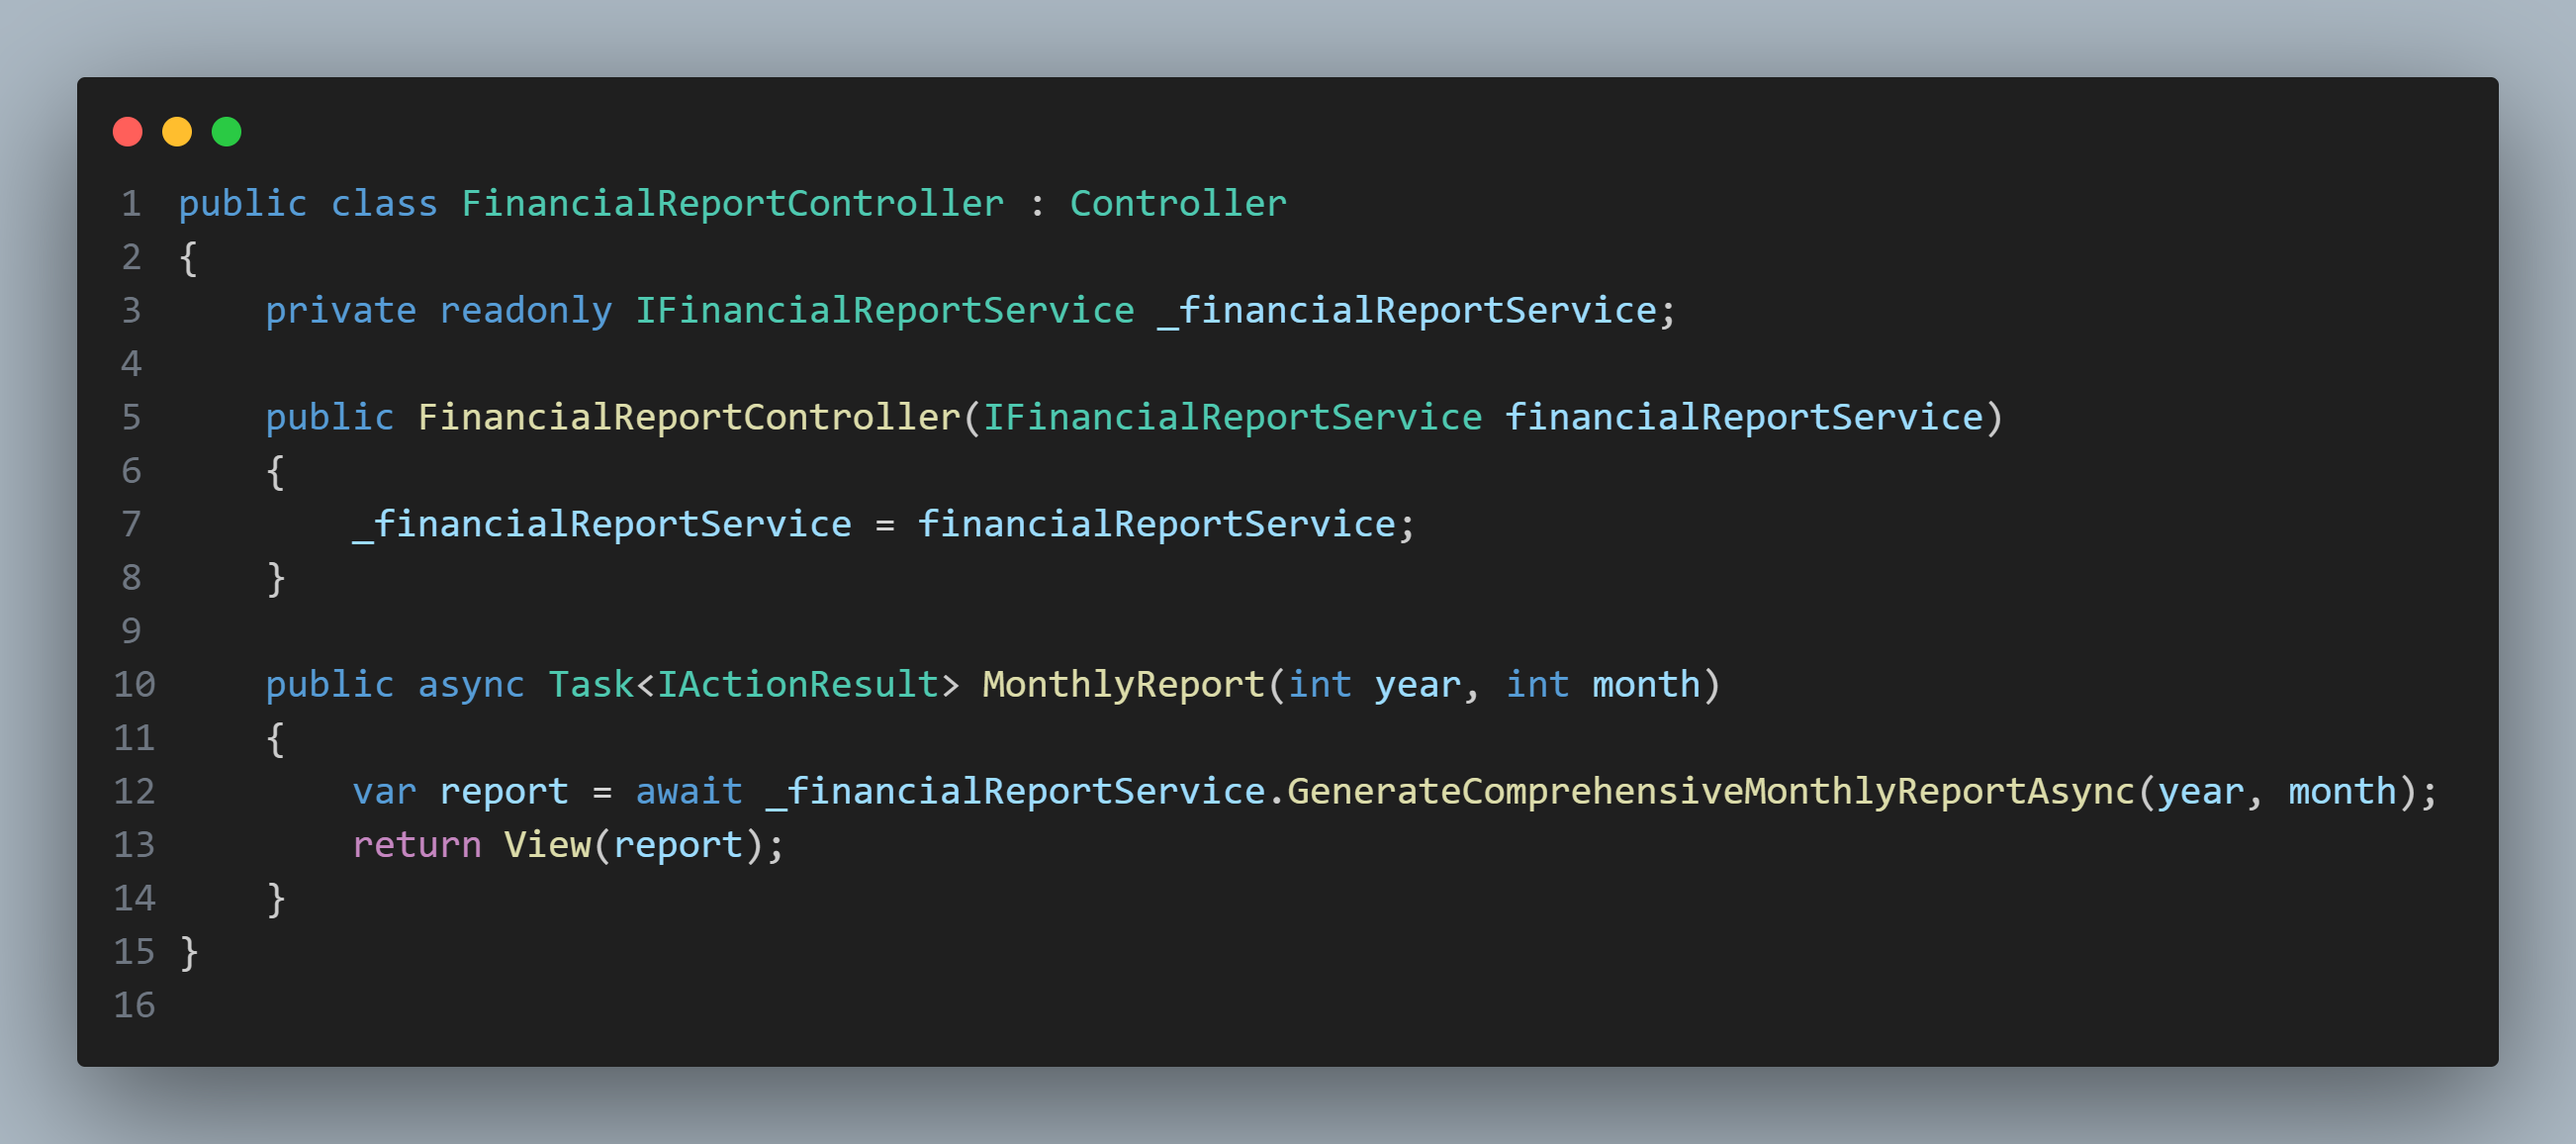 1 public class FinancialReportController : Controller
2 {
3     private readonly IFinancialReportService _financialReportService;
4
5     public FinancialReportController(IFinancialReportService financialReportService)
6     {
7         _financialReportService = financialReportService;
8     }
9
10     public async Task<IActionResult> MonthlyReport(int year, int month)
11     {
12         var report = await _financialReportService.GenerateComprehensiveMonthlyReportAsync(year, month);
13         return View(report);
14     }
15 }
16